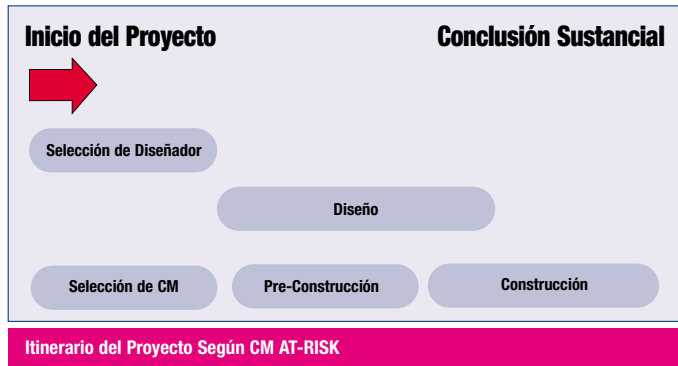 Inicio del Proyecto
Conclusión Sustancial
Selección de Diseñador
Diseño
Selección de CM
Pre-Construcción
Construcción
Itinerario del Proyecto Según CM AT-RISK